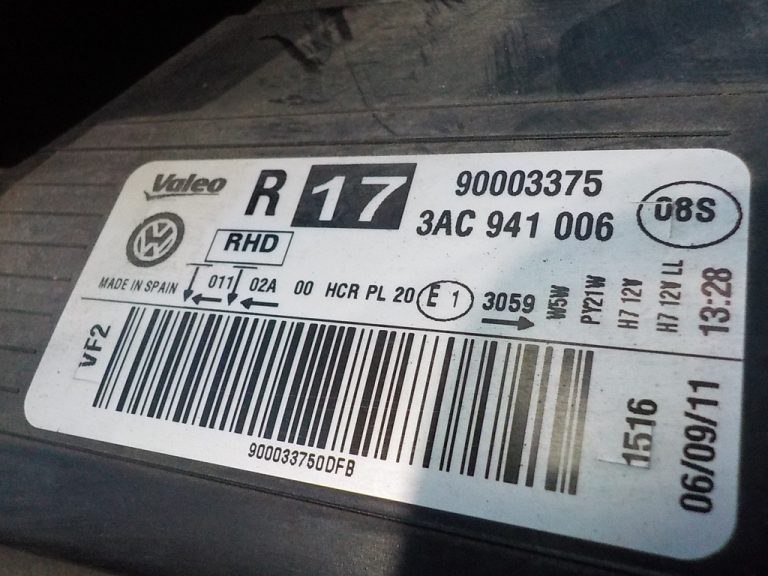 Valeo R 17 90003375
3AC 941 006
08S
VW
RHD
MADE IN SPAIN 011 02A 00 HCR PL 20 E 1 3059
W5W
PY21W
H7 12V
H7 12V LL
13-28
VF2
900033750DFB
1516
06/09/11